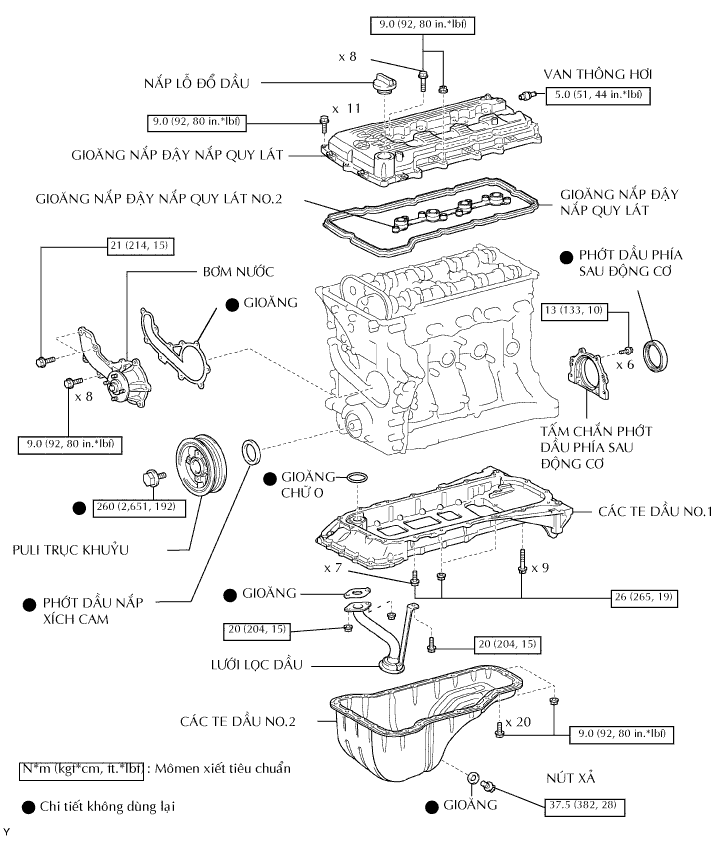 9.0 (92, 80 in.*lbf)
x 8
NẮP LỖ ĐỔ DẦU
VAN THÔNG HƠI
5.0 (51, 44 in.*lbf)
x 11
9.0 (92, 80 in.*lbf)
GIOĂNG NẮP ĐẬY NẮP QUY LÁT
GIOĂNG NẮP ĐẬY NẮP QUY LÁT NO.2
GIOĂNG NẮP ĐẬY
NẮP QUY LÁT
21 (214, 15)
BƠM NƯỚC
● GIOĂNG
● PHỚT DẦU PHÍA
SAU ĐỘNG CƠ
13 (133, 10)
x 6
x 8
9.0 (92, 80 in.*lbf)
TẤM CHẮN PHỚT
DẦU PHÍA SAU
ĐỘNG CƠ
● GIOĂNG
CHỮ O
● 260 (2,651, 192)
CÁC TE DẦU NO.1
PULI TRỤC KHUỶU
x 7
x 9
● GIOĂNG
26 (265, 19)
● PHỚT DẦU NẮP
XÍCH CAM
20 (204, 15)
20 (204, 15)
LƯỚI LỌC DẦU
CÁC TE DẦU NO.2
x 20
9.0 (92, 80 in.*lbf)
N*m (kgf*cm, ft.*lbf) : Mômen xiết tiêu chuẩn
NÚT XẢ
● Chi tiết không dùng lại
● GIOĂNG
37.5 (382, 28)
Y